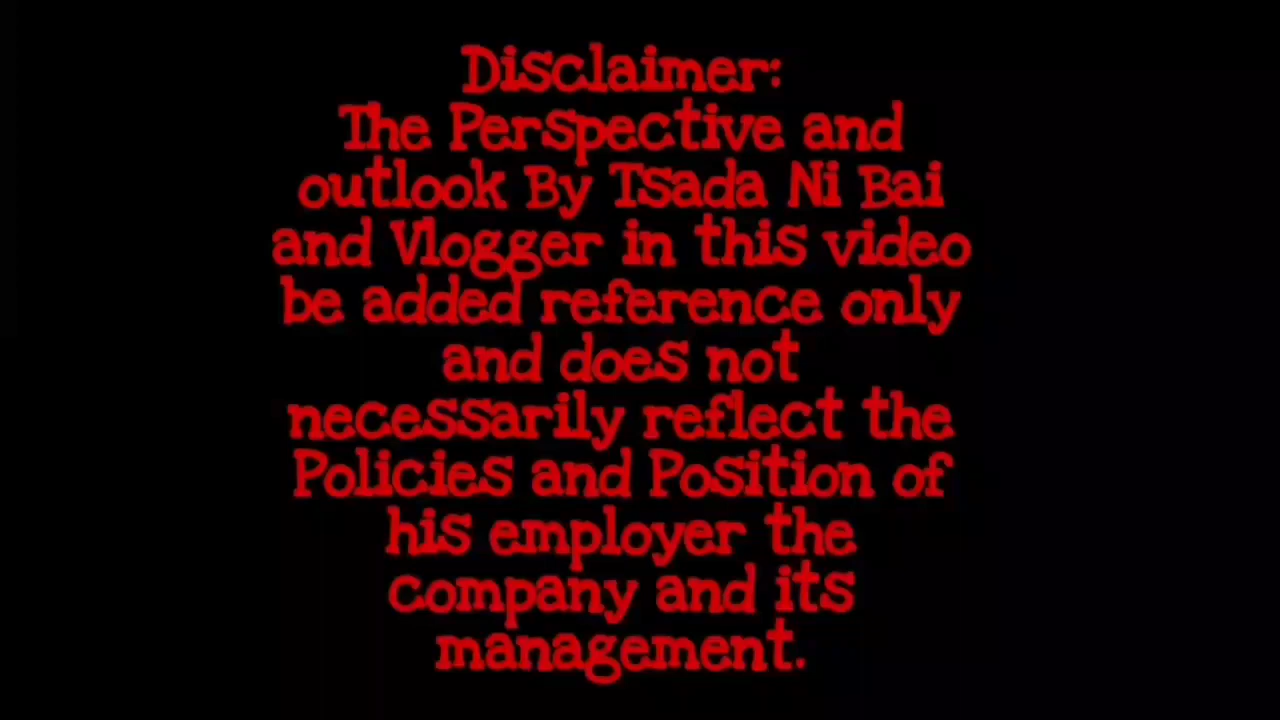 Disclaimer:
The Perspective and
outlook By Tsada Ni Bai
and Vlogger in this video
be added reference only
and does not
necessarily reflect the
Policies and Position of
his employer the
company and its
management.